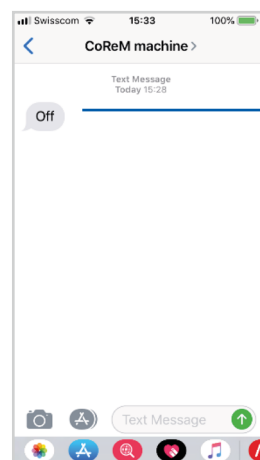 Swisscom 15:33 100%
CoReM machine
Text Message
Today 15:28
Off
Text Message